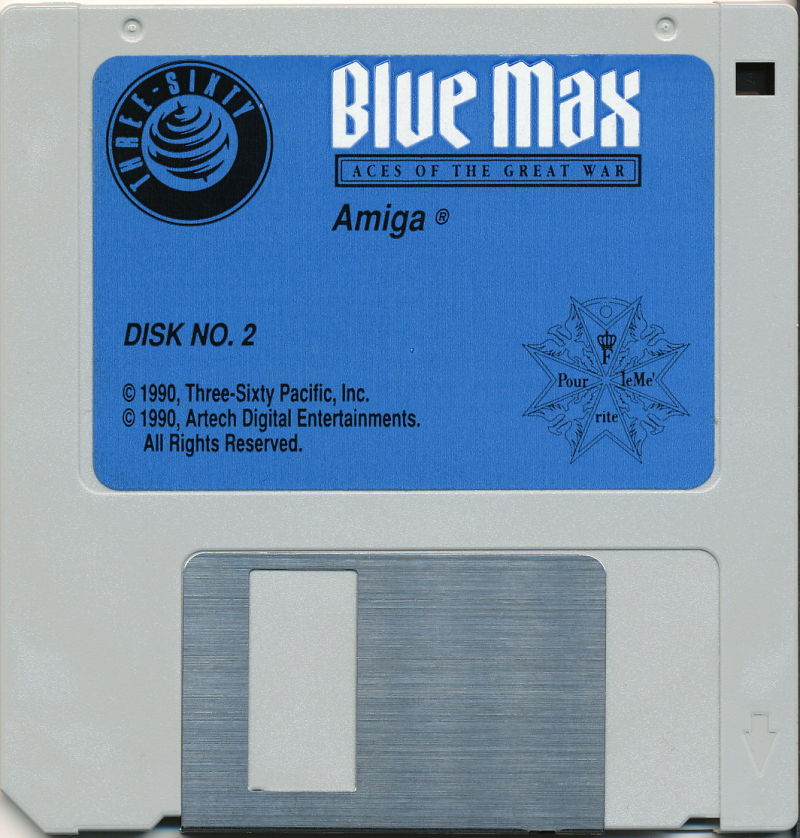 THREE-SIXTY
Blue Max
ACES OF THE GREAT WAR
Amiga ®
DISK NO. 2
© 1990, Three-Sixty Pacific, Inc.
© 1990, Artech Digital Entertainments.
All Rights Reserved.
F
Pour leMe'
rite